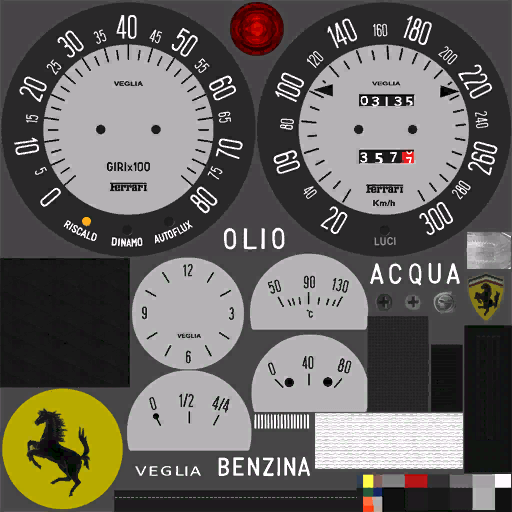 0 10 15 20 25 30 35 40 45 50 55 60 65 70 75 80
VEGLIA
GIRIx100
Ferrari
RISCALD DINAMO AUTOFLUX
20 40 60 80 100 120 140 160 180 200 220 240 260 280 300
VEGLIA
03135
3577
Ferrari
Km/h
LUCI
OLIO
ACQUA
12
9 3
VEGLIA
6
50 90 130
°C
0 40 80
0 1/2 4/4
VEGLIA BENZINA